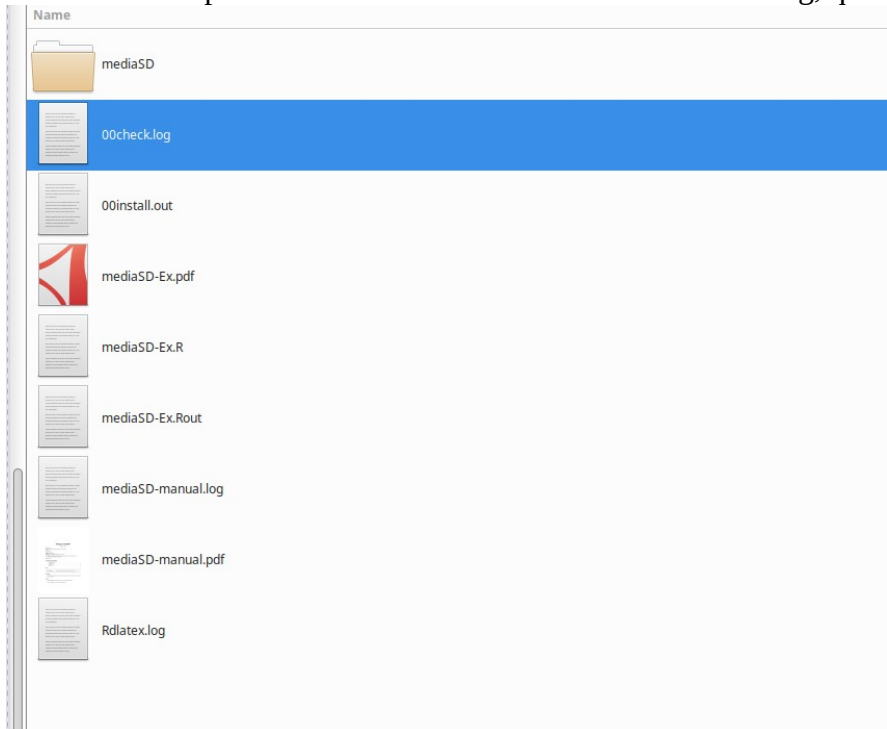 Name
mediaSD
00check.log
00install.out
mediaSD-Ex.pdf
mediaSD-Ex.R
mediaSD-Ex.Rout
mediaSD-manual.log
mediaSD-manual.pdf
Rdlatex.log